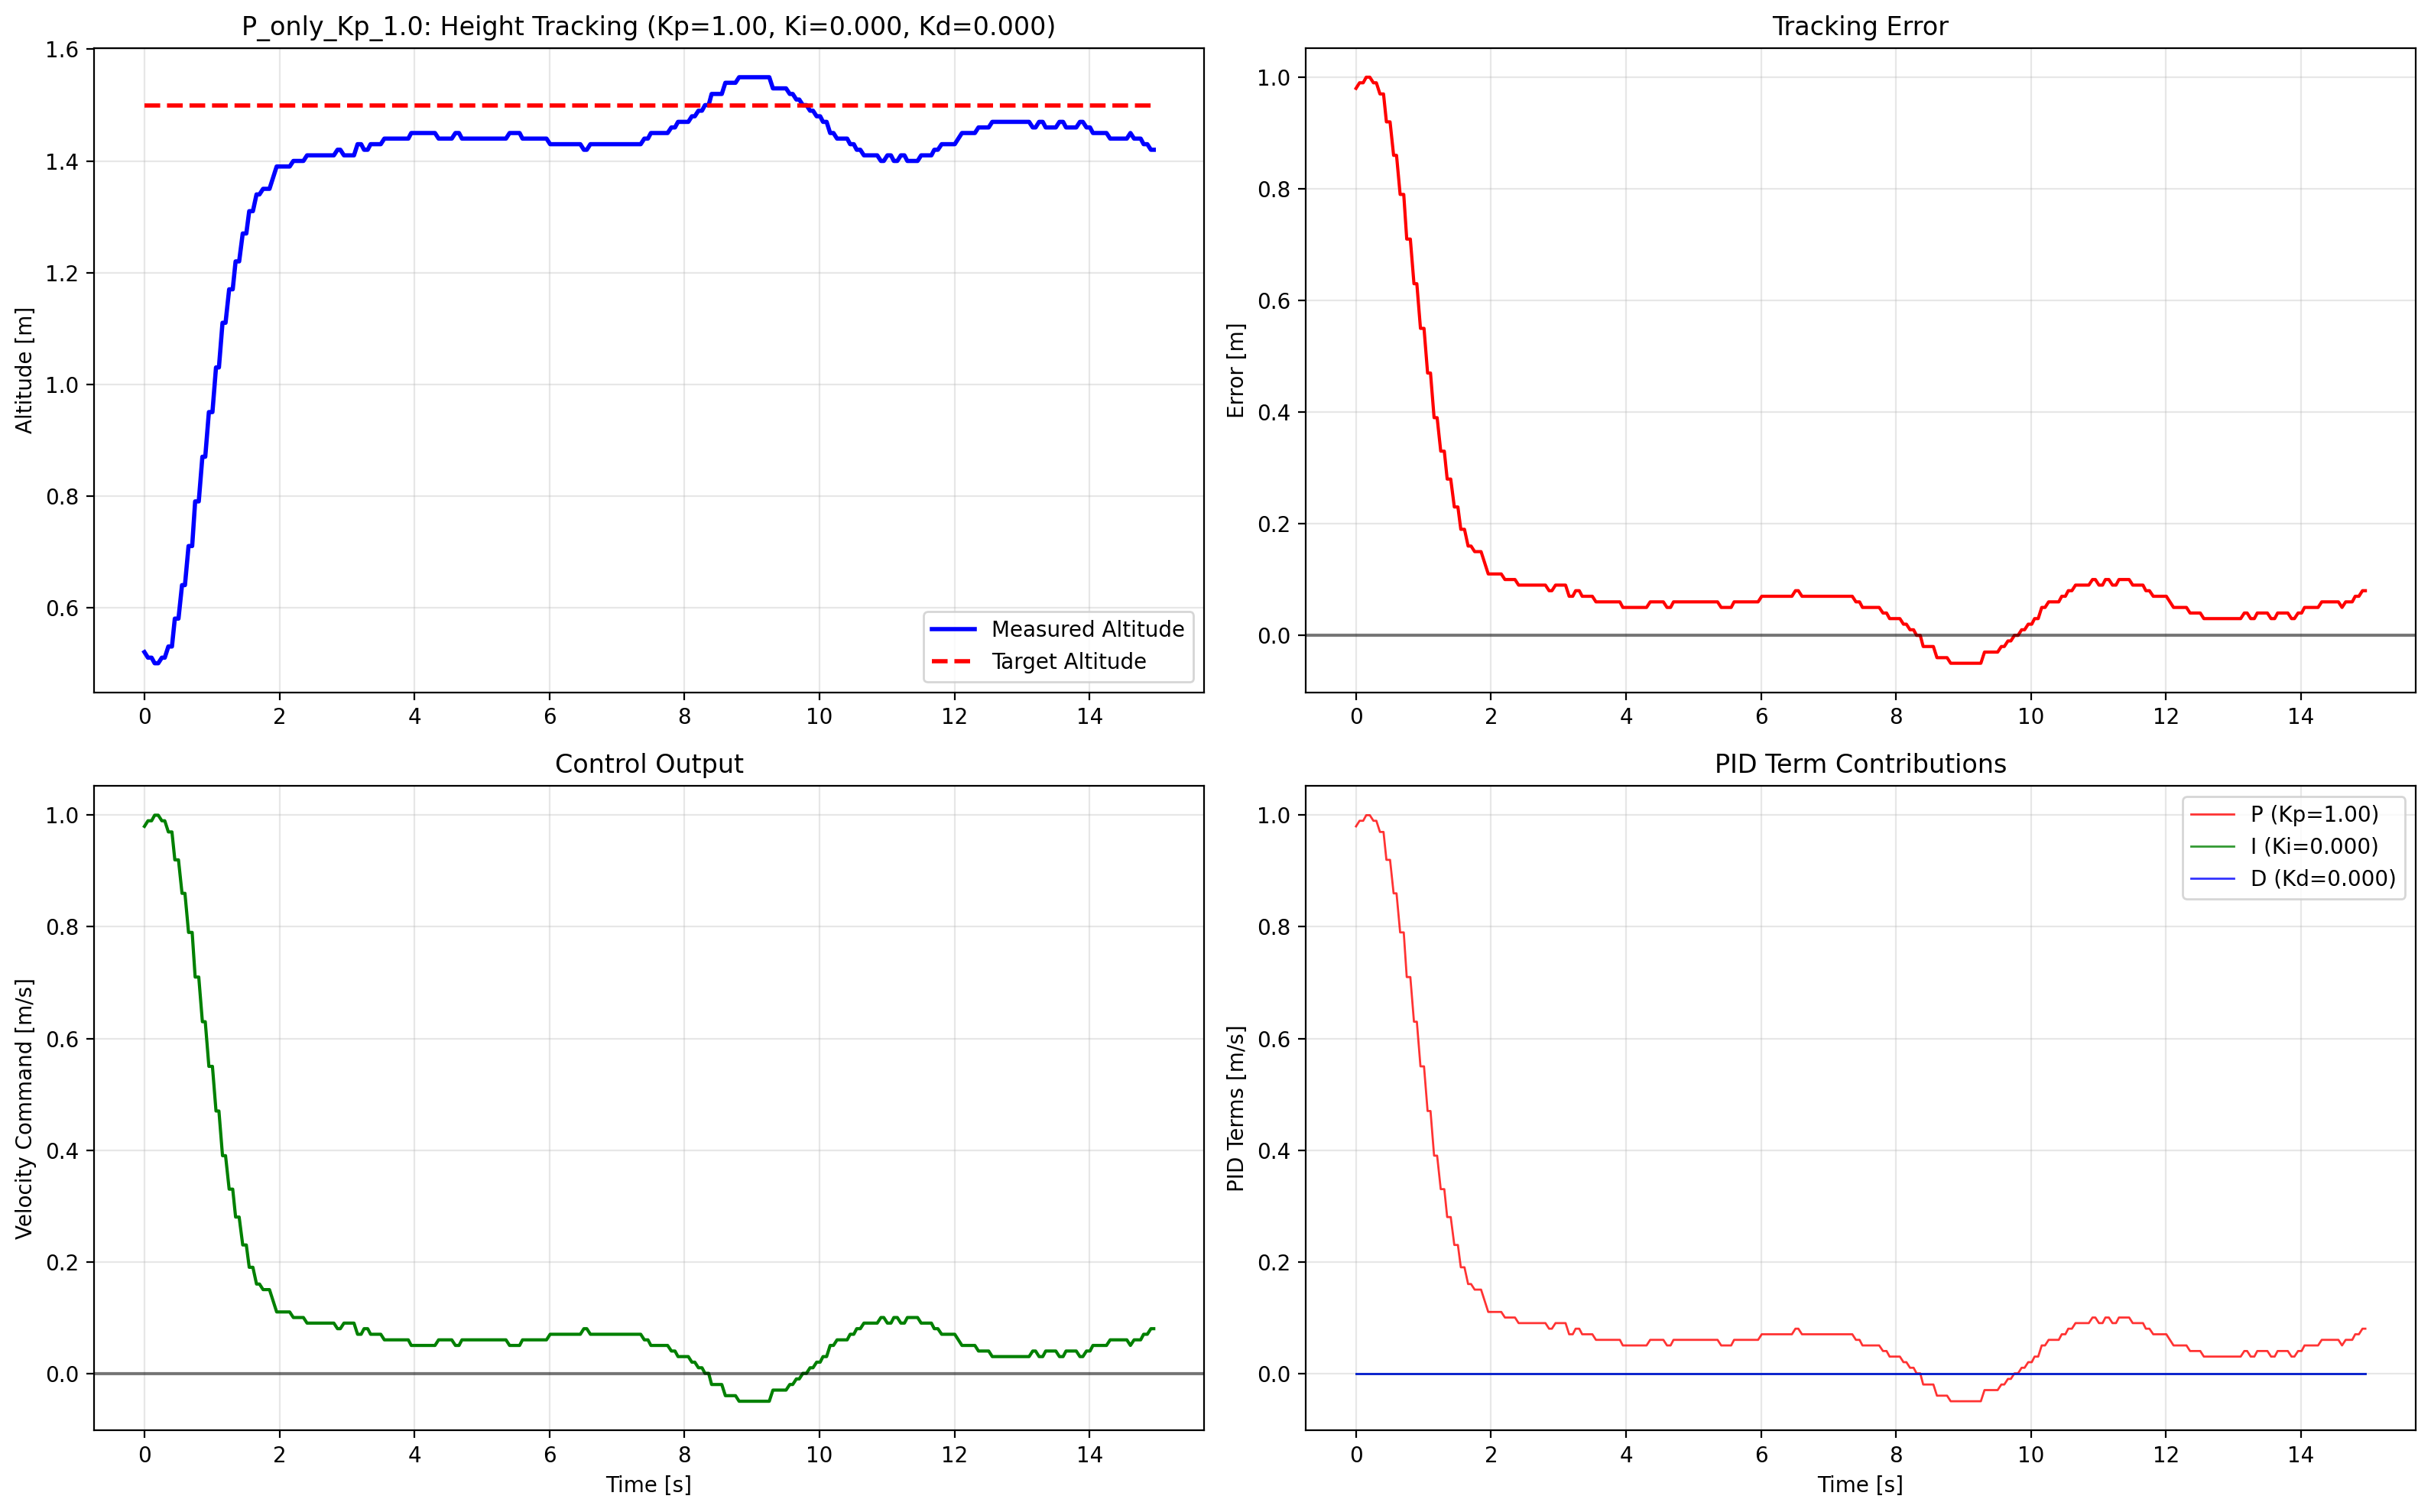 P_only_Kp_1.0: Height Tracking (Kp=1.00, Ki=0.000, Kd=0.000)
Altitude [m]
1.6
1.4
1.2
1.0
0.8
0.6
0 2 4 6 8 10 12 14
Measured Altitude
Target Altitude
Tracking Error
Error [m]
1.0
0.8
0.6
0.4
0.2
0.0
0 2 4 6 8 10 12 14
Control Output
Velocity Command [m/s]
1.0
0.8
0.6
0.4
0.2
0.0
0 2 4 6 8 10 12 14
Time [s]
PID Term Contributions
PID Terms [m/s]
1.0
0.8
0.6
0.4
0.2
0.0
P (Kp=1.00)
I (Ki=0.000)
D (Kd=0.000)
0 2 4 6 8 10 12 14
Time [s]